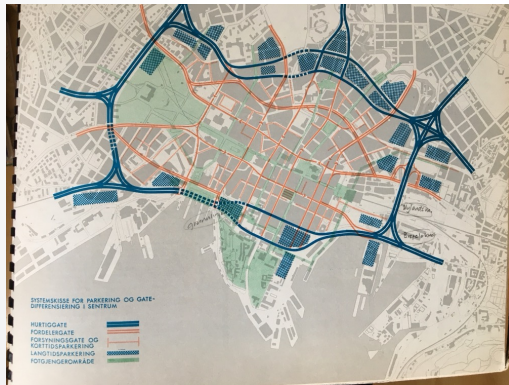 SYSTEMSKISSE FOR PARKERING OG GATE-
DIFFERENSIERING I SENTRUM
HURTIGGATE
FORDELERGATE
FORSYNINGSGATE OG
KORTTIDSPARKERING
LANGTIDSPARKERING
FOTGJENGEROMRÅDE